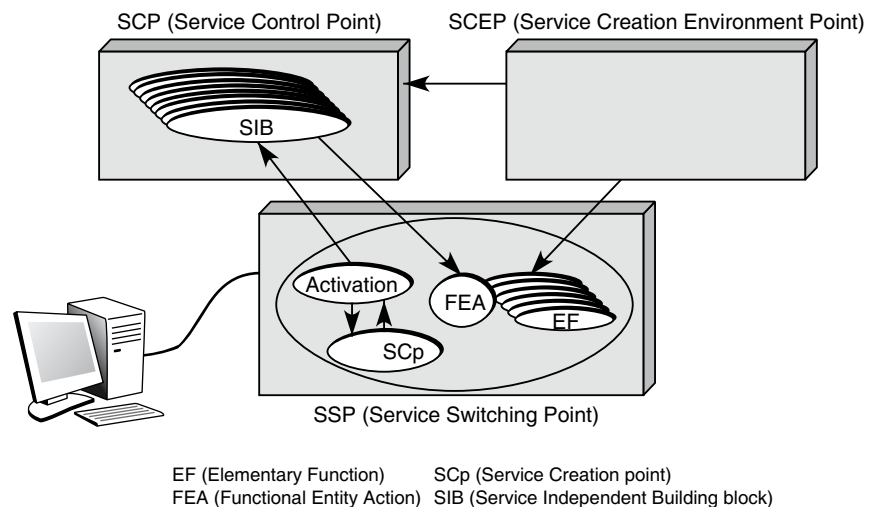 SCP (Service Control Point)
SCEP (Service Creation Environment Point)
SIB
Activation
FEA
EF
SCp
SSP (Service Switching Point)
EF (Elementary Function)
SCp (Service Creation point)
FEA (Functional Entity Action)
SIB (Service Independent Building block)